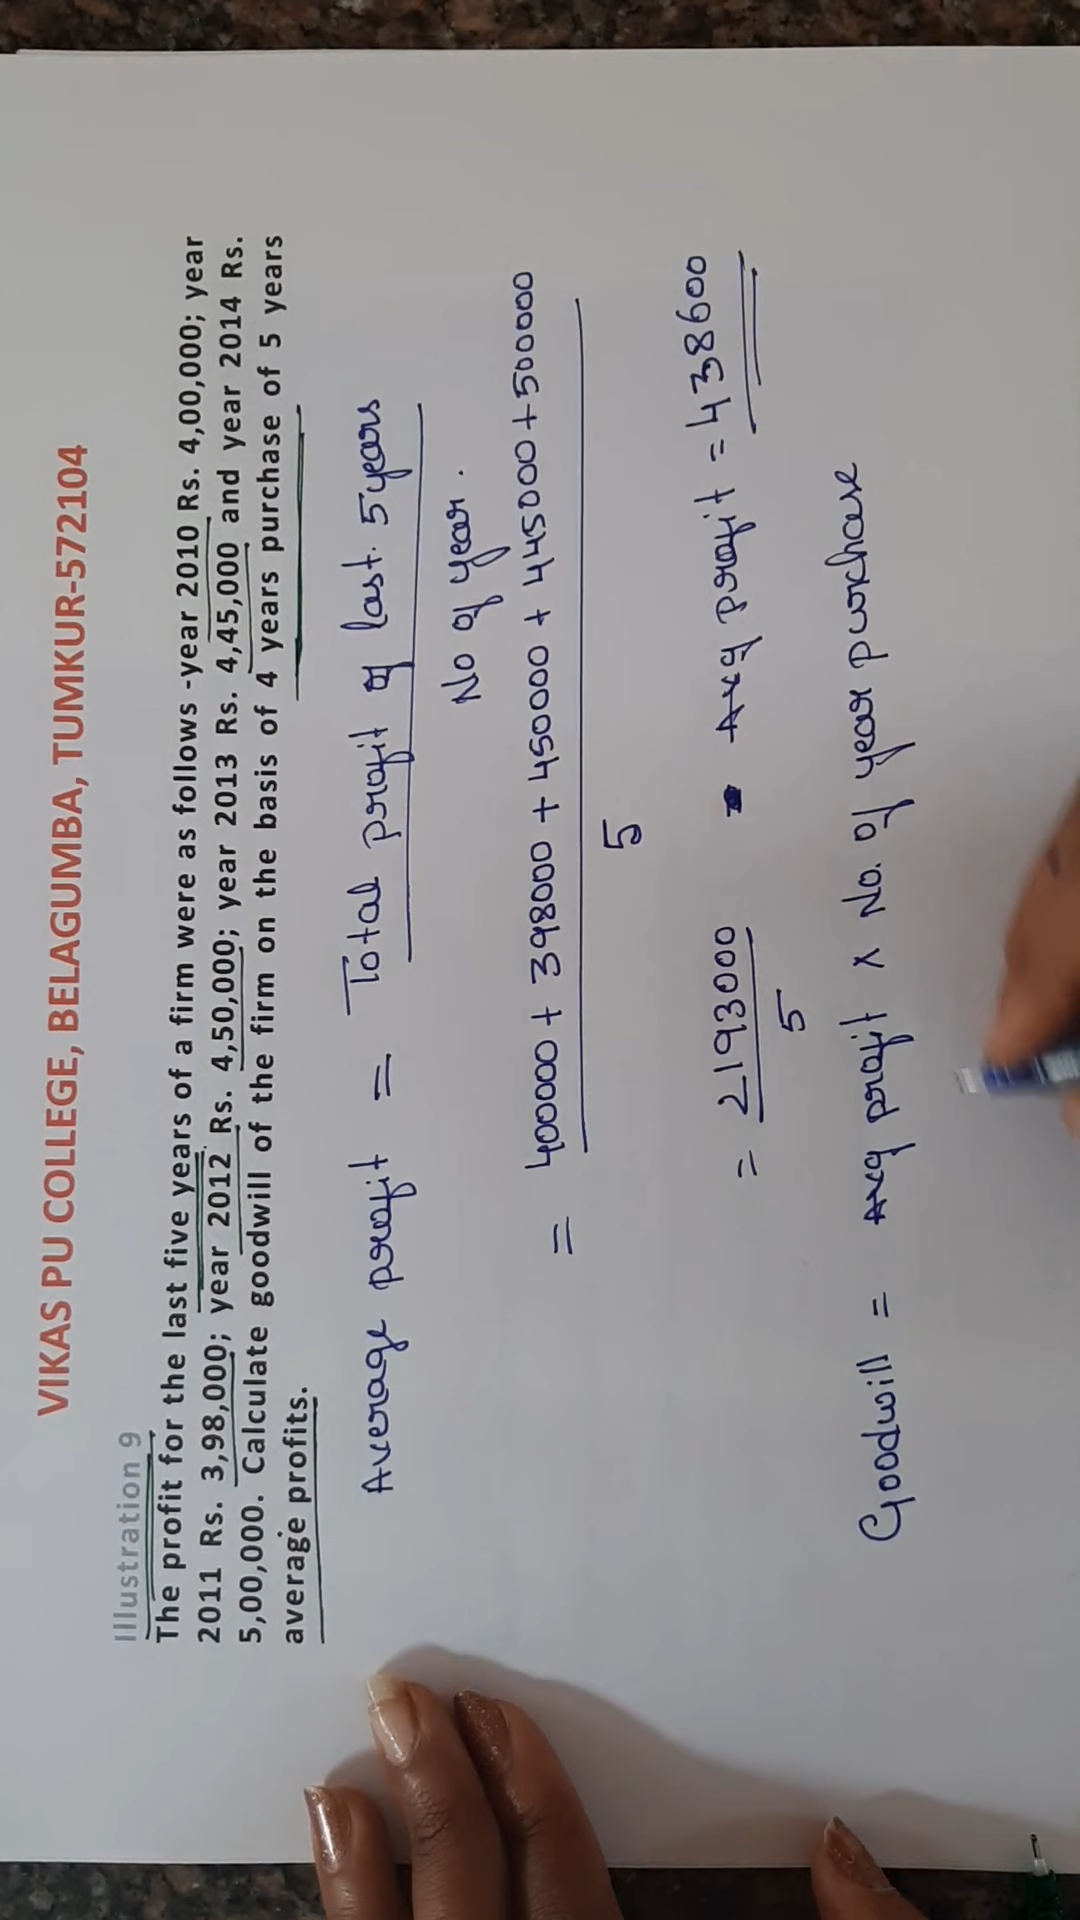 VIKAS PU COLLEGE, BELAGUMBA, TUMKUR-572104
Illustration 9
The profit for the last five years of a firm were as follows -year 2010 Rs. 4,00,000; year
2011 Rs. 3,98,000; year 2012 Rs. 4,50,000; year 2013 Rs. 4,45,000 and year 2014 Rs.
5,00,000. Calculate goodwill of the firm on the basis of 4 years purchase of 5 years
average profits.
Average profit = Total profit of last 5 years
No of year.
= 400000 + 398000 + 450000 + 445000 + 500000
5
= 2193000 Avg profit = 438600
5
Goodwill = Avg profit x No. of year purchase